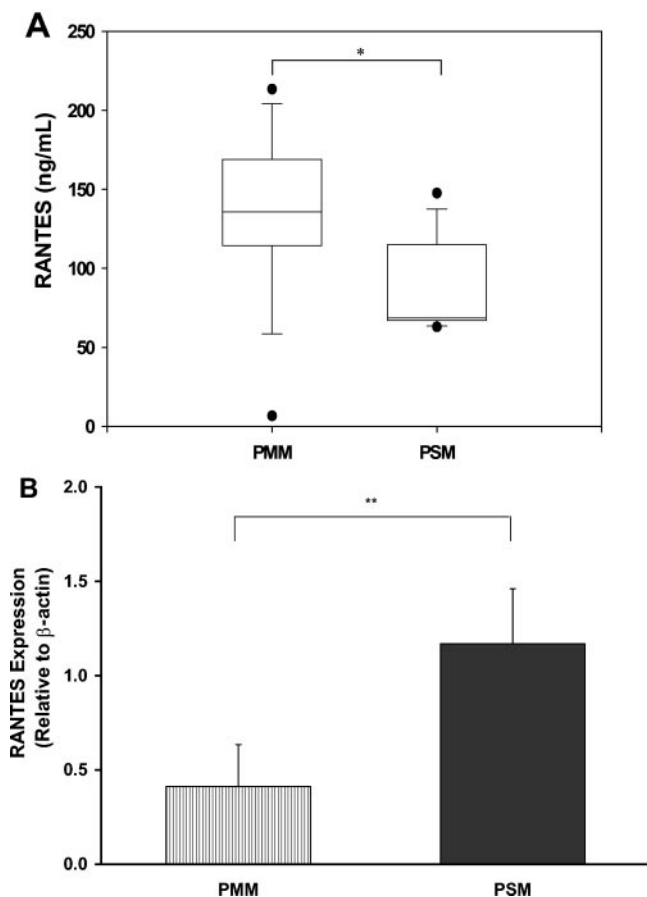 A
RANTES (ng/mL)
250
200
150
100
50
0
*
PMM PSM
B
RANTES Expression
(Relative to β-actin)
2.0
1.5
1.0
0.5
0.0
**
PMM PSM